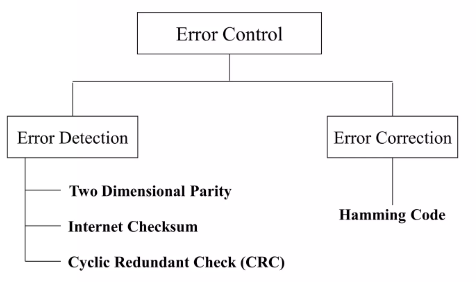 Error Control
Error Detection
Error Correction
Two Dimensional Parity
Internet Checksum
Cyclic Redundant Check (CRC)
Hamming Code